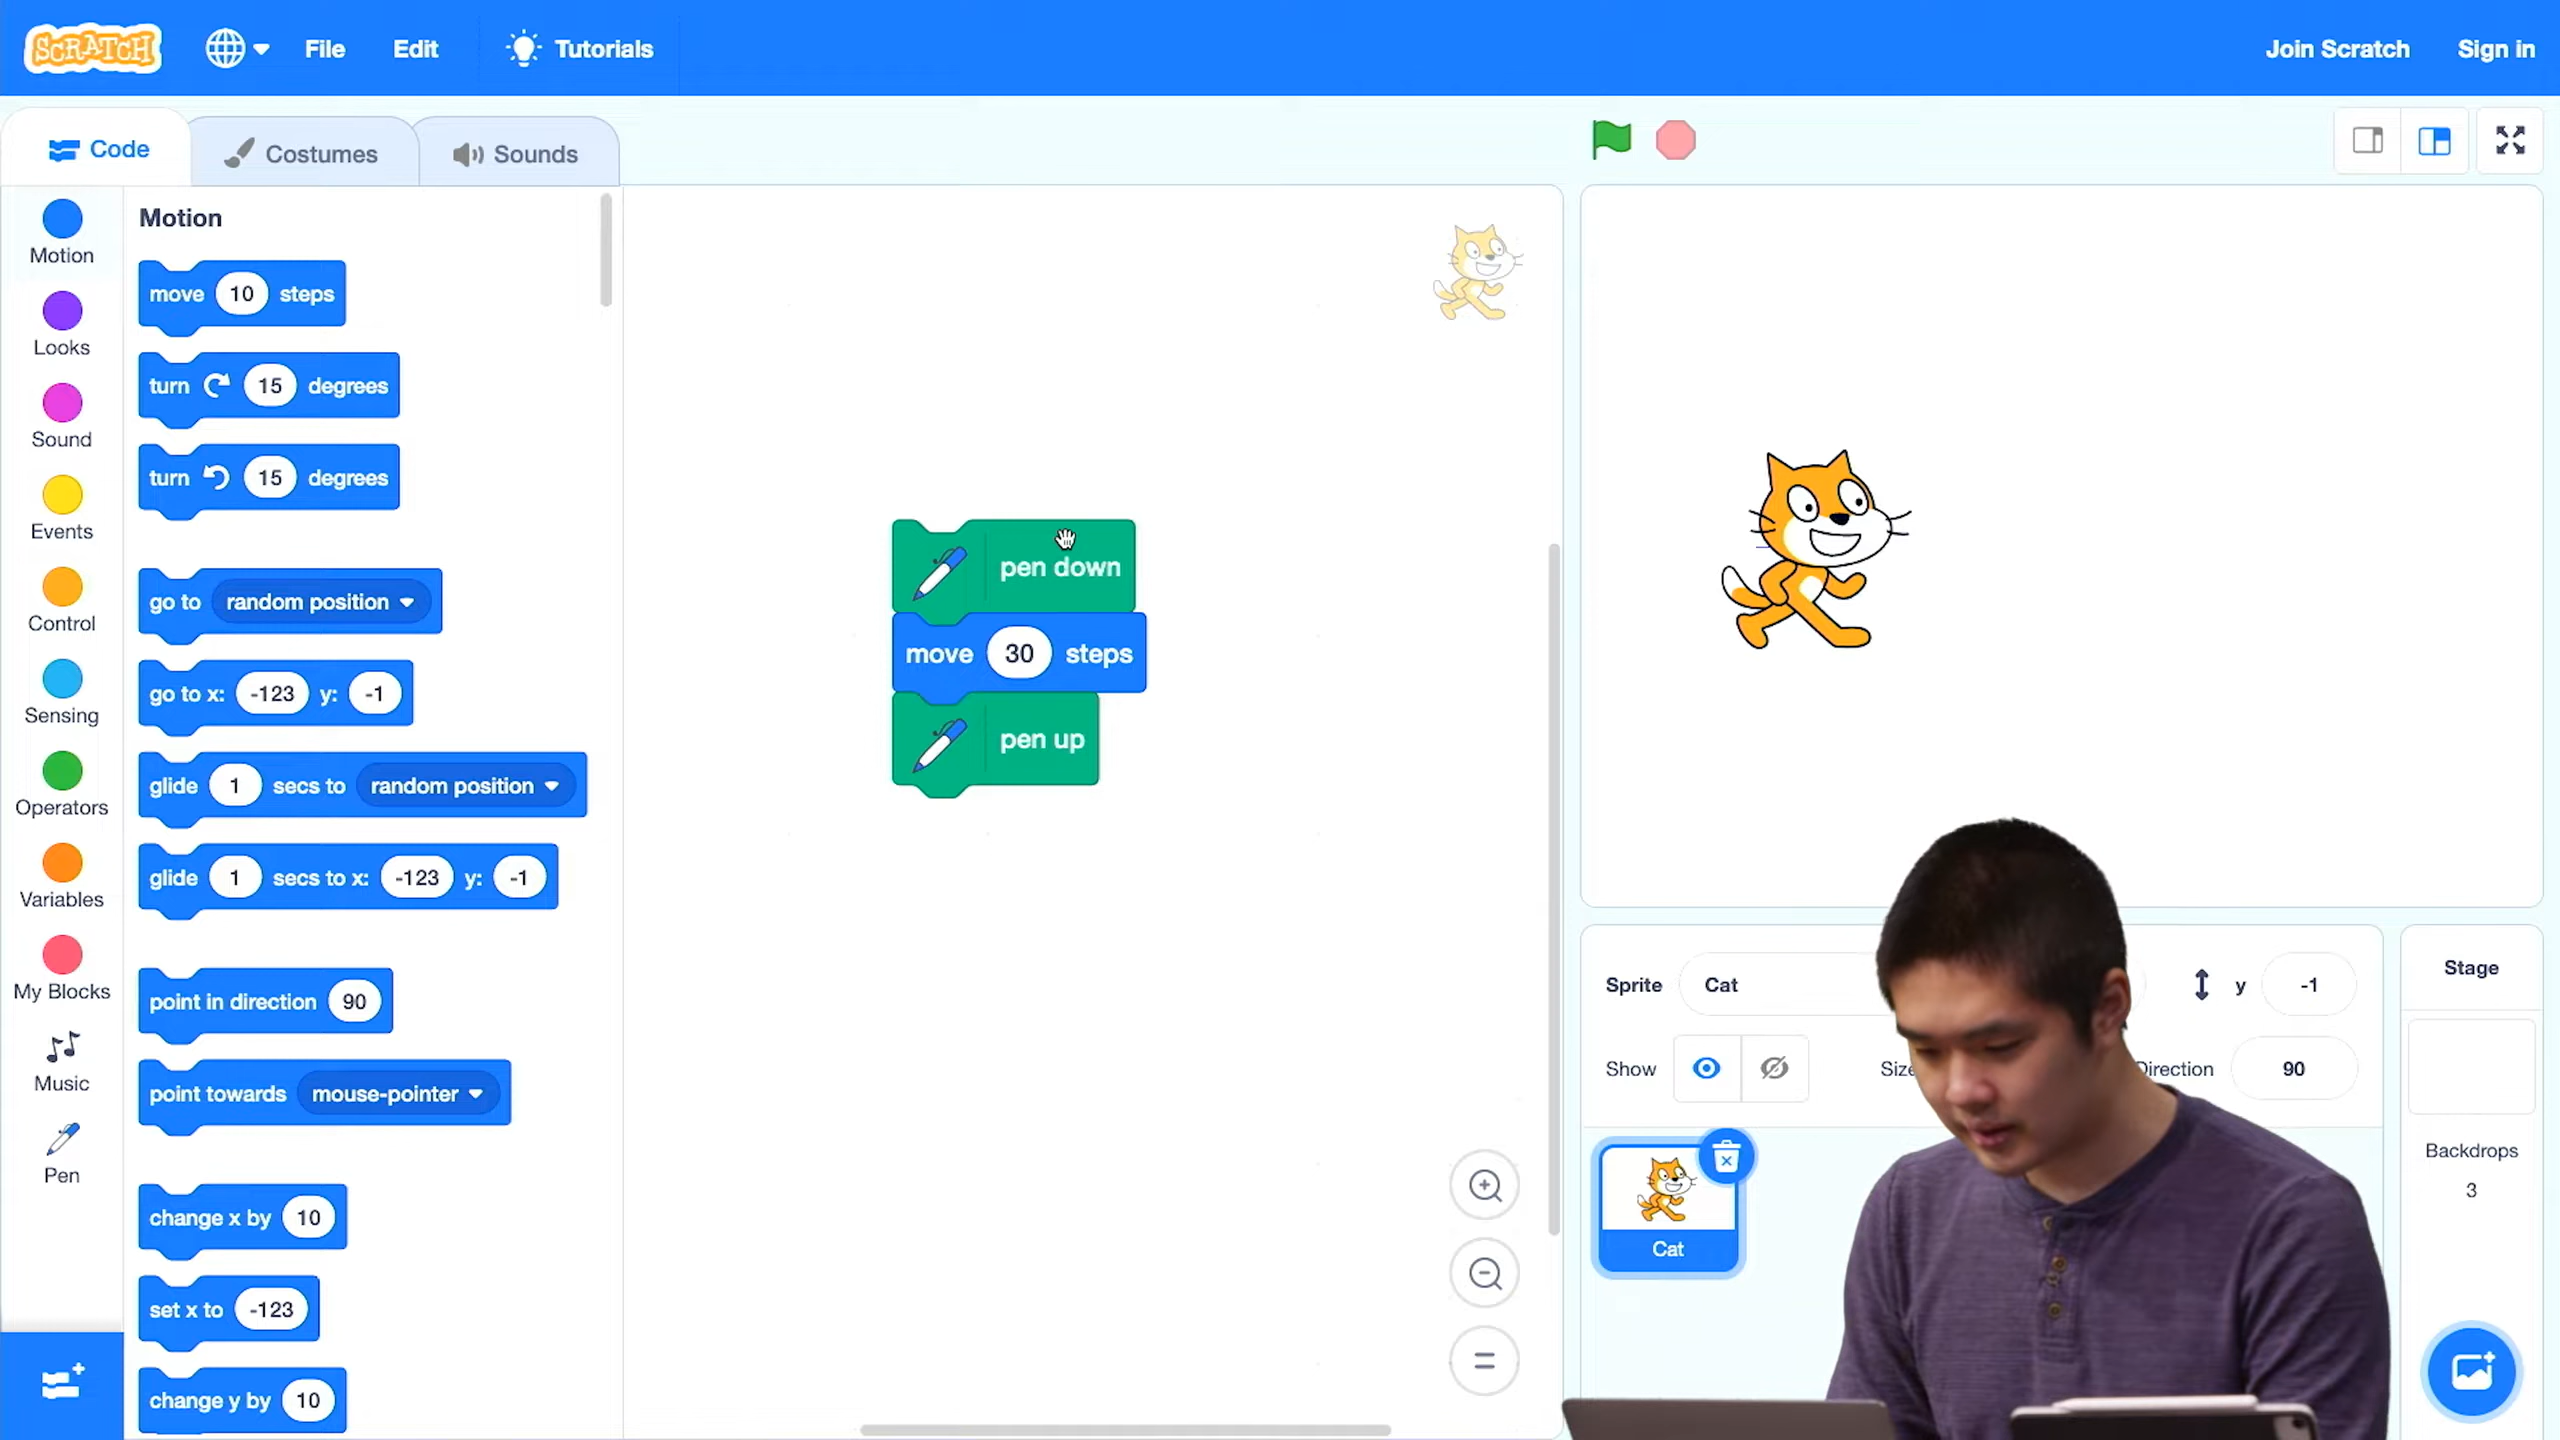 SCRATCH File Edit Tutorials Join Scratch Sign in
Code Costumes Sounds
Motion
Looks
Sound
Events
Control
Sensing
Operators
Variables
My Blocks
Music
Pen
Motion
move 10 steps
turn 15 degrees
turn 15 degrees
go to random position
go to x: -123 y: -1
glide 1 secs to random position
glide 1 secs to x: -123 y: -1
point in direction 90
point towards mouse-pointer
change x by 10
set x to -123
change y by 10
pen down
move 30 steps
pen up
Sprite Cat y -1
Show Direction 90
Cat
Stage
Backdrops
3